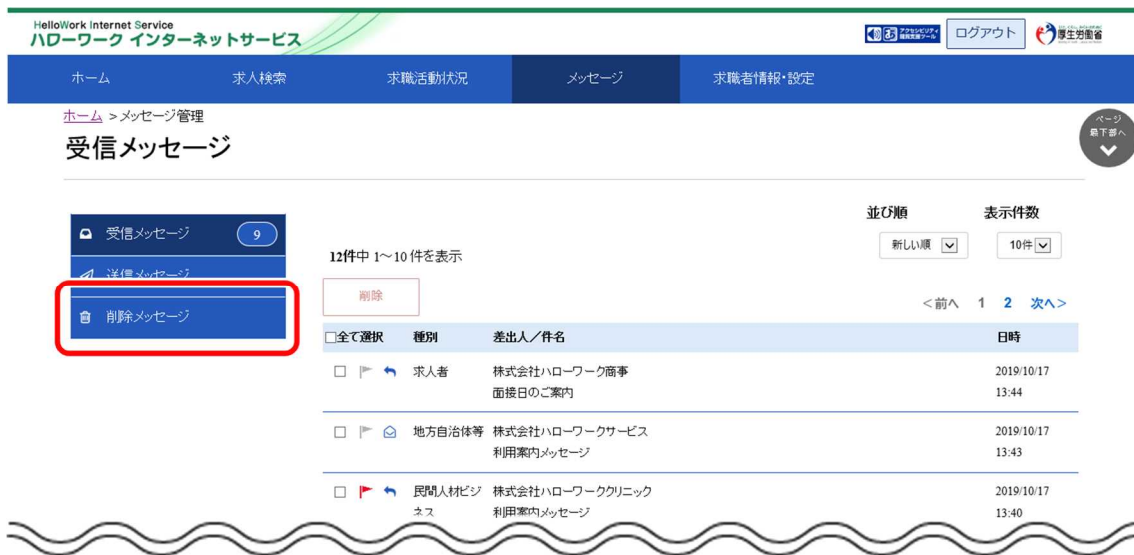 HelloWork Internet Service
ハローワーク インターネットサービス
ログアウト
厚生労働省
ホーム 求人検索 求職活動状況 メッセージ 求職者情報・設定
ホーム >メッセージ管理
ページ
最下部へ
受信メッセージ
並び順 表示件数
受信メッセージ 9
新しい順 10件
12件中 1～10 件を表示
送信メッセージ
削除
削除メッセージ
<前へ 1 2 次へ>
全て選択 種別 差出人／件名 日時
求人者 株式会社ハローワーク商事 2019/10/17
面接日のご案内 13:44
地方自治体等 株式会社ハローワークサービス 2019/10/17
利用案内メッセージ 13:43
民間人材ビジ 株式会社ハローワーククリニック 2019/10/17
ネス 利用案内メッセージ 13:40